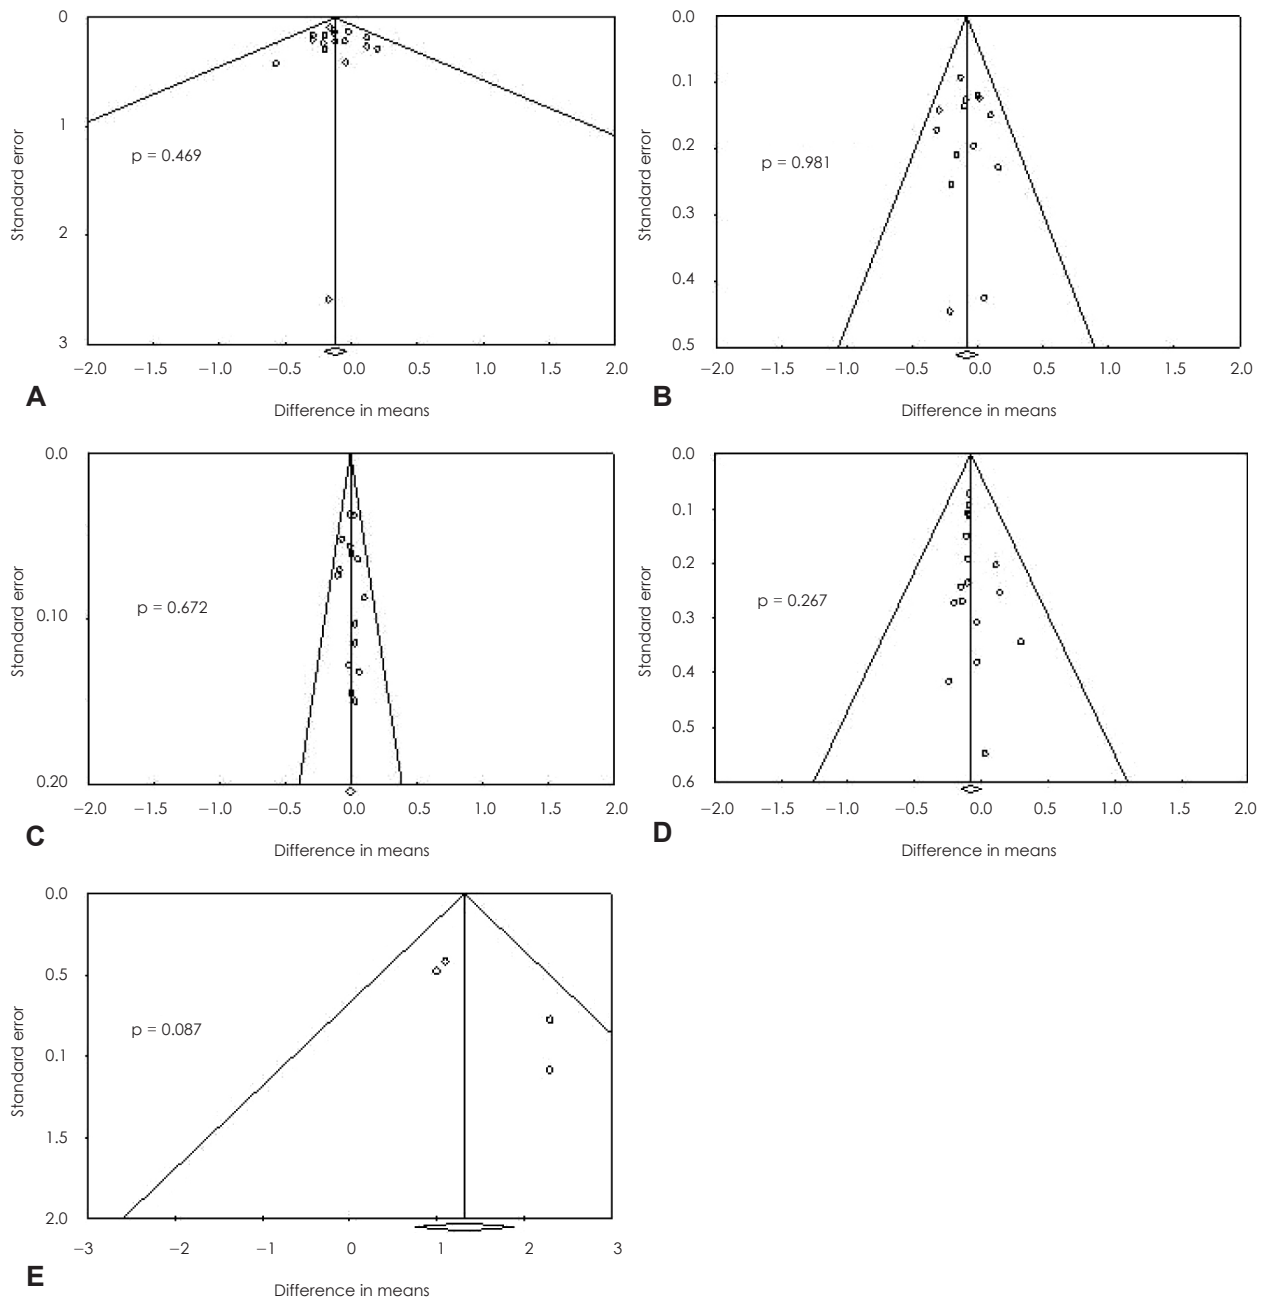 0
1
2
3
Standard error
p = 0.469
−2.0 −1.5 −1.0 −0.5 0.0 0.5 1.0 1.5 2.0
A
Difference in means
0.0
0.1
0.2
0.3
0.4
0.5
Standard error
p = 0.981
−2.0 −1.5 −1.0 −0.5 0.0 0.5 1.0 1.5 2.0
B
Difference in means
0.0
0.10
0.20
Standard error
p = 0.672
−2.0 −1.5 −1.0 −0.5 0.0 0.5 1.0 1.5 2.0
C
Difference in means
0.0
0.1
0.2
0.3
0.4
0.5
0.6
Standard error
p = 0.267
−2.0 −1.5 −1.0 −0.5 0.0 0.5 1.0 1.5 2.0
D
Difference in means
0.0
0.5
0.1
1.5
2.0
Standard error
p = 0.087
−3 −2 −1 0 1 2 3
E
Difference in means